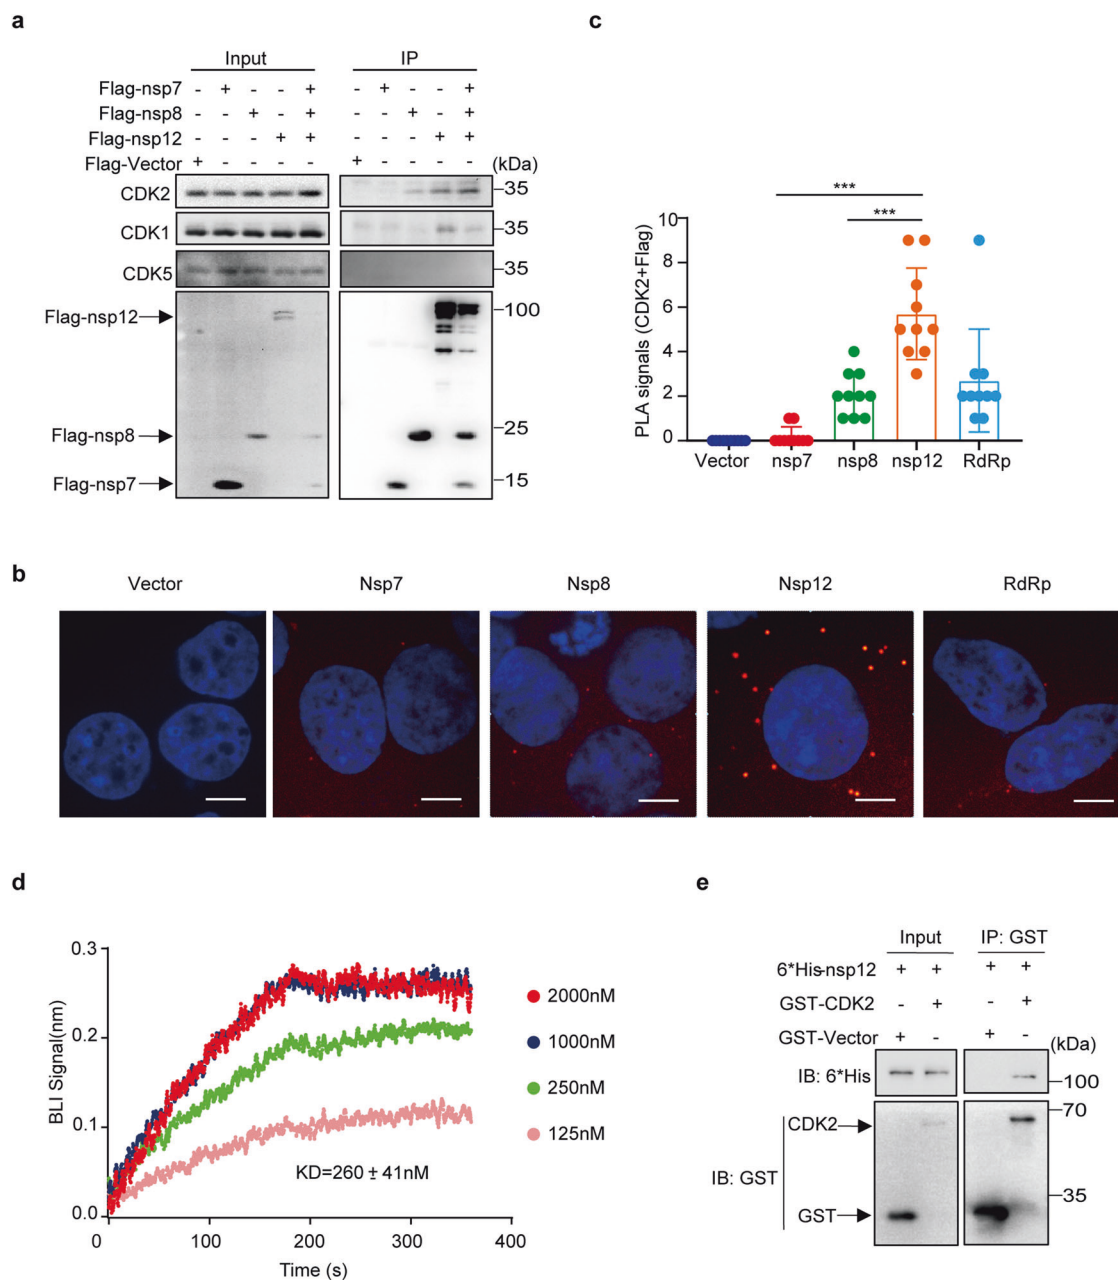 a
Input IP
Flag-nsp7 - + - - + - + - - +
Flag-nsp8 - - + - + - - + - +
Flag-nsp12 - - - + + - - - + +
Flag-Vector + - - - - + - - - - (kDa)
CDK2 35
CDK1 35
CDK5 35
Flag-nsp12 100
Flag-nsp8 25
Flag-nsp7 15
c
*** 
***
PLA signals (CDK2+Flag)
10
8
6
4
2
0
Vector nsp7 nsp8 nsp12 RdRp
b
Vector Nsp7 Nsp8 Nsp12 RdRp
d
BLI Signal(nm)
0.3
0.2
0.1
0.0
2000nM
1000nM
250nM
125nM
KD=260 ± 41nM
0 100 200 300 400
Time (s)
e
Input IP: GST
6*His-nsp12 + + + +
GST-CDK2 - + - +
GST-Vector + - + - (kDa)
IB: 6*His 100
70
CDK2
IB: GST
35
GST